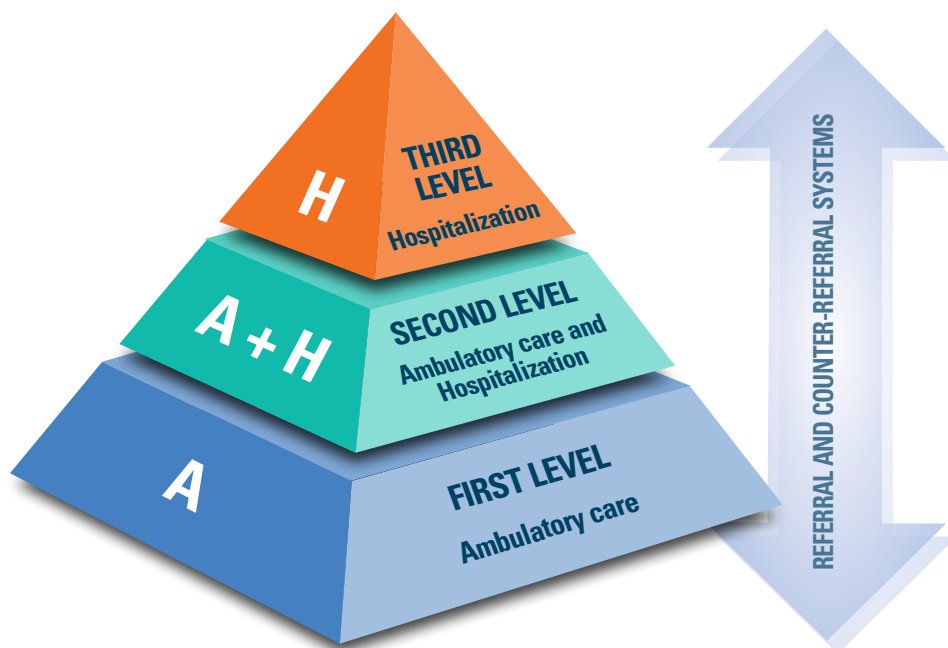 H
THIRD
LEVEL
Hospitalization
A + H
SECOND LEVEL
Ambulatory care and
Hospitalization
A
FIRST LEVEL
Ambulatory care
REFERRAL AND COUNTER-REFERRAL SYSTEMS